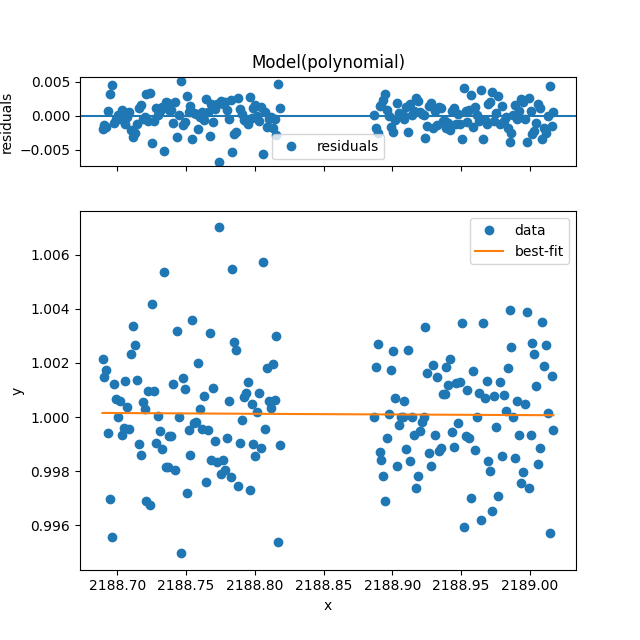 Model(polynomial)
residuals
0.005
0.000
−0.005
residuals
y
1.006
1.004
1.002
1.000
0.998
0.996
data
best-fit
2188.70 2188.75 2188.80 2188.85 2188.90 2188.95 2189.00
x